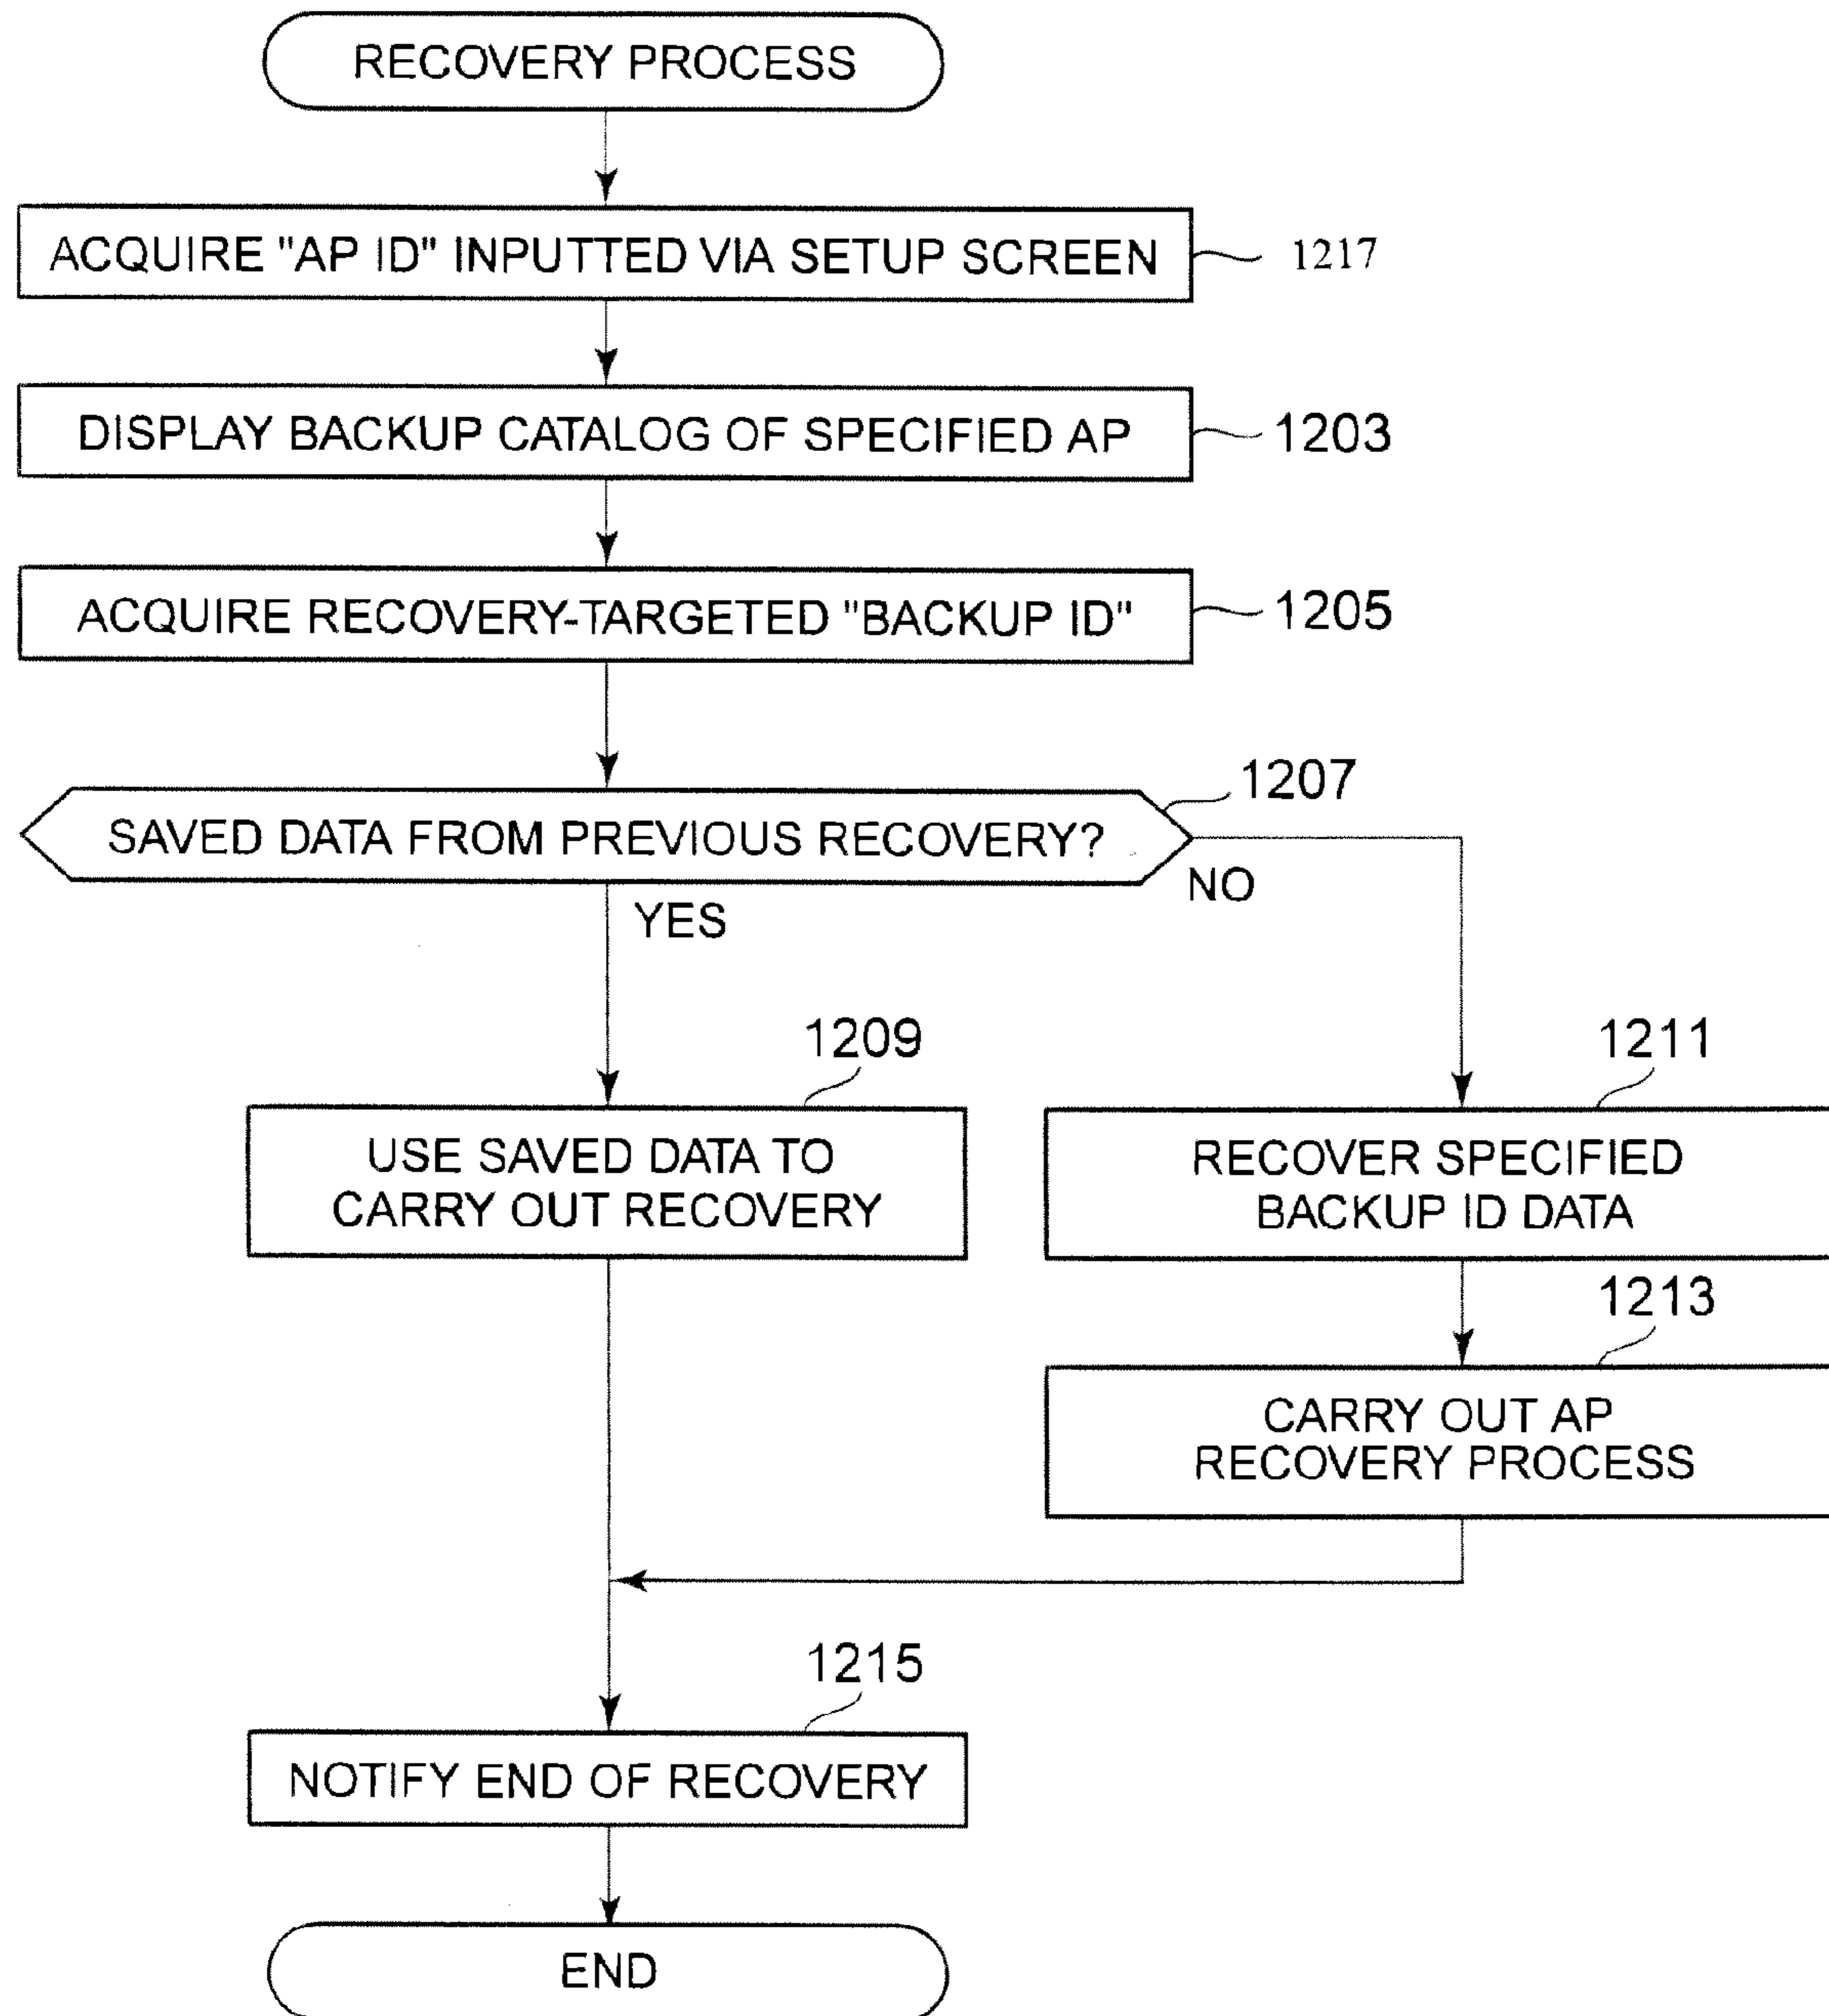 RECOVERY PROCESS
ACQUIRE "AP ID" INPUTTED VIA SETUP SCREEN
1217
DISPLAY BACKUP CATALOG OF SPECIFIED AP
1203
ACQUIRE RECOVERY-TARGETED "BACKUP ID"
1205
1207
SAVED DATA FROM PREVIOUS RECOVERY?
NO
YES
1209
USE SAVED DATA TO
CARRY OUT RECOVERY
1211
RECOVER SPECIFIED
BACKUP ID DATA
1213
CARRY OUT AP
RECOVERY PROCESS
1215
NOTIFY END OF RECOVERY
END